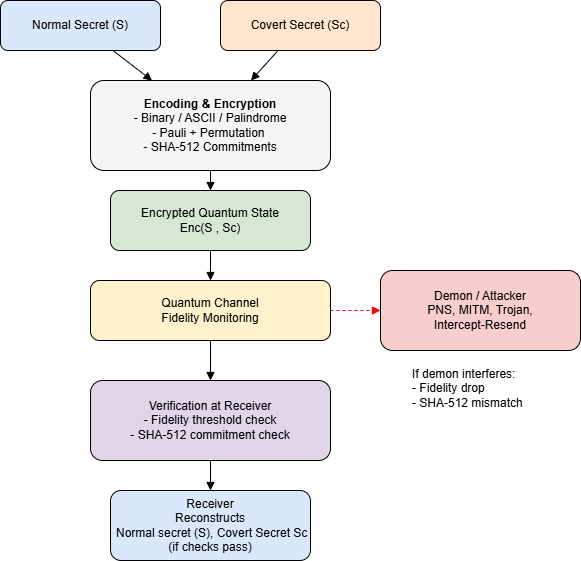 Normal Secret (S)
Covert Secret (Sc)
Encoding & Encryption
- Binary / ASCII / Palindrome
- Pauli + Permutation
- SHA-512 Commitments
Encrypted Quantum State
Enc(S , Sc)
Quantum Channel
Fidelity Monitoring
Demon / Attacker
PNS, MITM, Trojan,
Intercept-Resend
If demon interferes:
- Fidelity drop
- SHA-512 mismatch
Verification at Receiver
- Fidelity threshold check
- SHA-512 commitment check
Receiver
Reconstructs
Normal secret (S), Covert Secret Sc
(if checks pass)